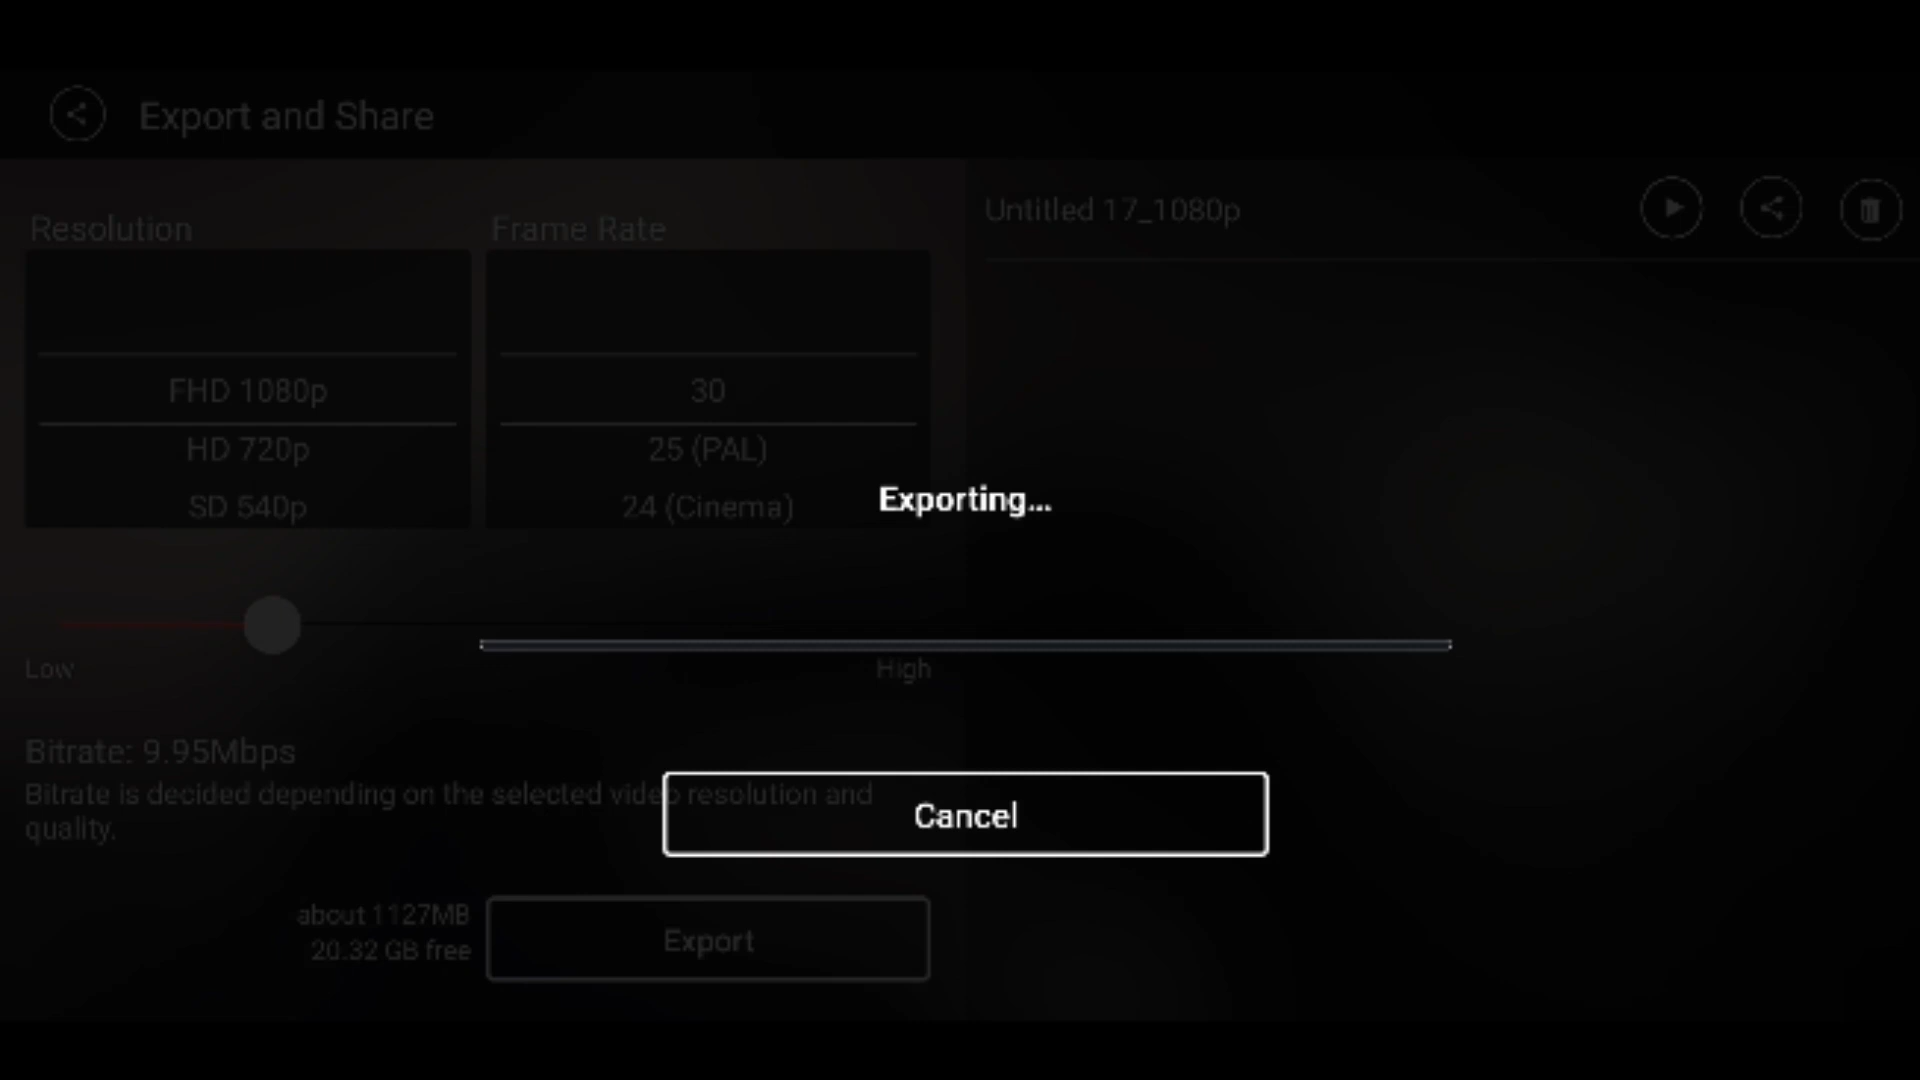 Export and Share
Resolution
Frame Rate
Untitled 17_1080p
FHD 1080p
30
HD 720p
25 (PAL)
SD 540p
24 (Cinema)
Exporting...
Low
High
Bitrate: 9.95Mbps
Bitrate is decided depending on the selected video resolution and
quality.
Cancel
about 1127MB
20.32 GB free
Export